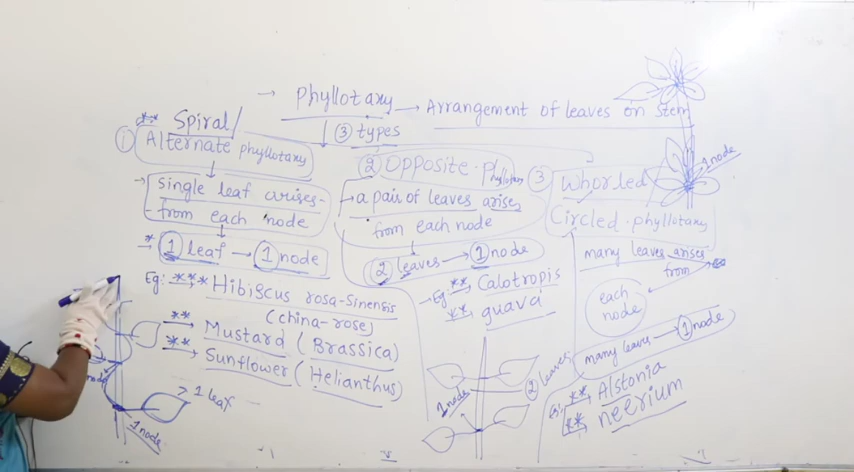 → Phyllotaxy → Arrangement of leaves on stem
③ types
** Spiral/
① Alternate phyllotaxy
→ single leaf arises
from each node
* ① leaf → ① node
Eg: *** Hibiscus rosa-sinensis
(china-rose)
** Mustard (Brassica)
** Sunflower (Helianthus)
1 leaf
1 node
② Opposite phyllotaxy
→ a pair of leaves arises
from each node
② leaves → ① node
Eg ** Calotropis
** guava
② leaves
1 node
③ Whorled
Circled phyllotaxy
many leaves arises
from
each
node
many leaves → ① node
Eg: ** Alstonia
** neerium
1 node